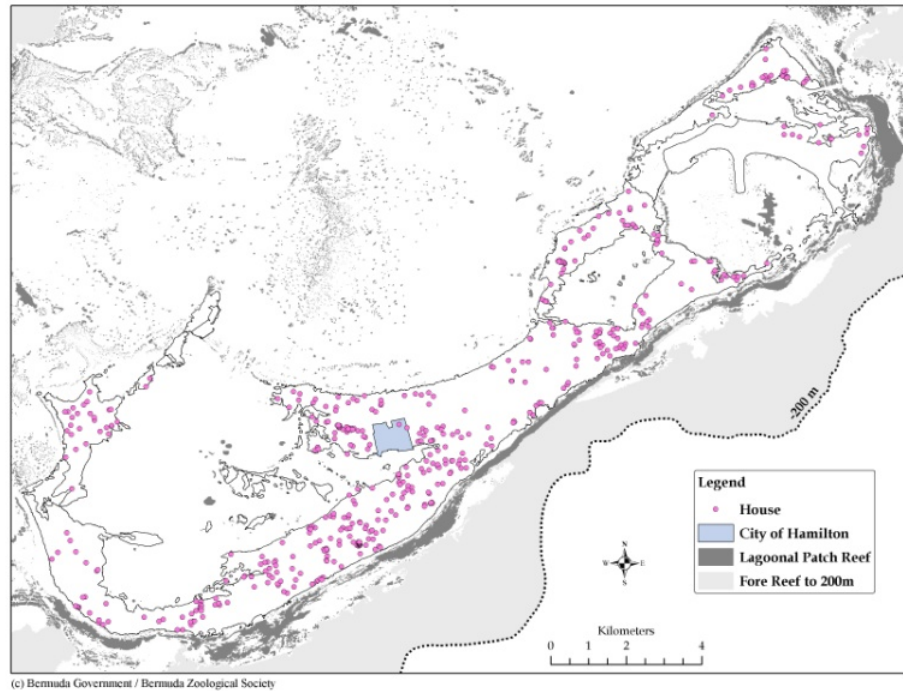 -200 m
Legend
House
City of Hamilton
Lagoonal Patch Reef
Fore Reef to 200m
N
W E
S
Kilometers
0 1 2 4
(c) Bermuda Government / Bermuda Zoological Society